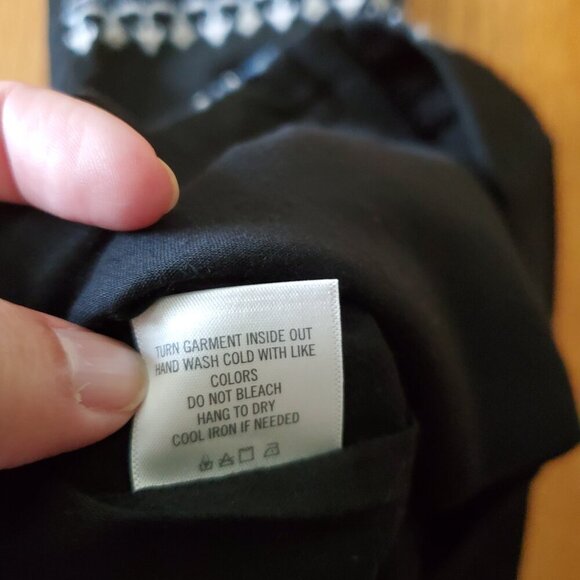 TURN GARMENT INSIDE OUT
HAND WASH COLD WITH LIKE
COLORS
DO NOT BLEACH
HANG TO DRY
COOL IRON IF NEEDED